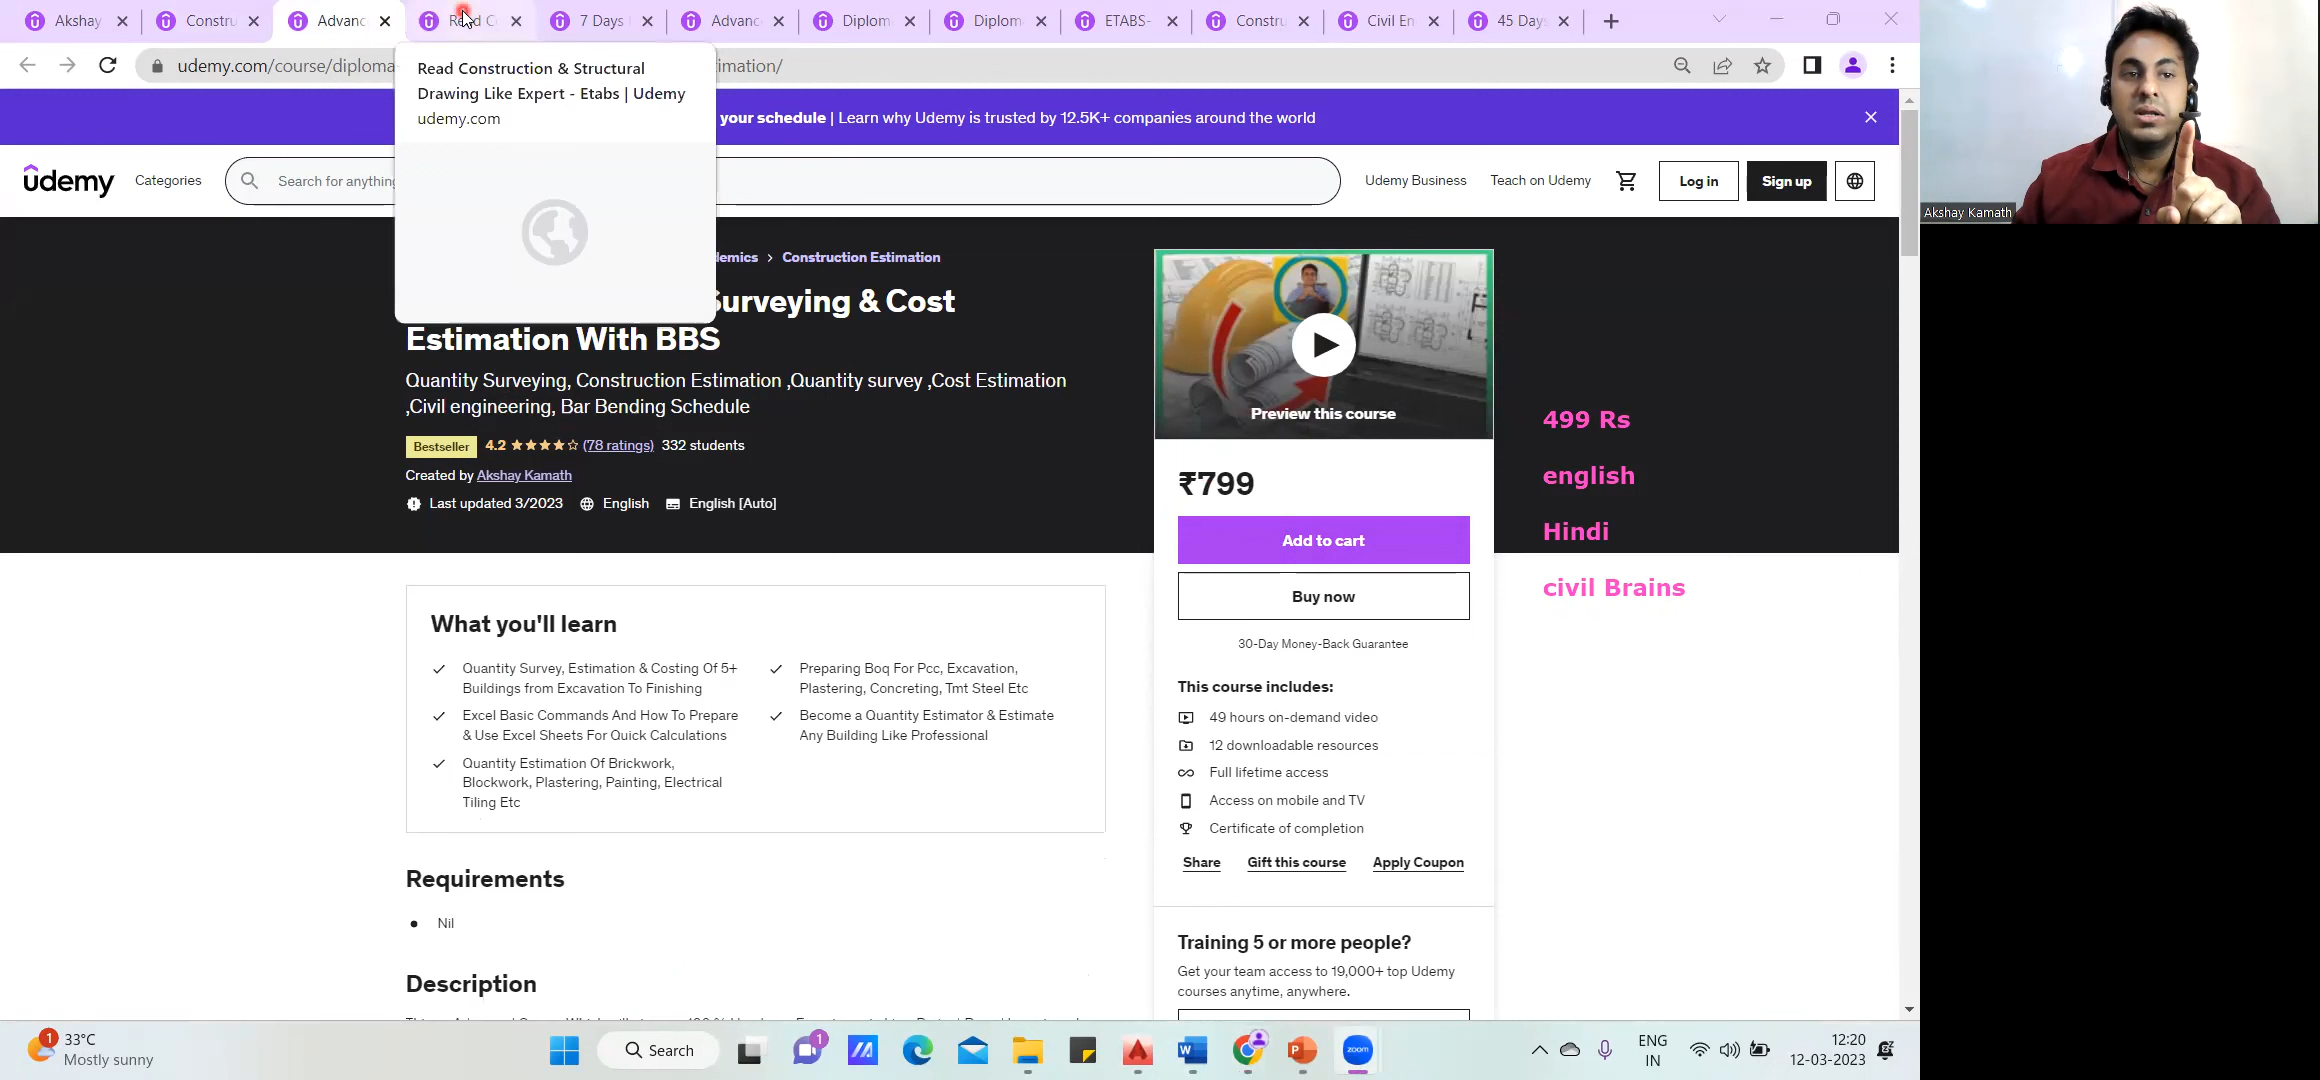 Akshay
Constru
Advanc
Read C
7 Days
Advanc
Diplom
Diplom
ETABS-
Constru
Civil En
45 Days
udemy.com/course/diploma
imation/
Read Construction & Structural
Drawing Like Expert - Etabs | Udemy
udemy.com
your schedule | Learn why Udemy is trusted by 12.5K+ companies around the world
Akshay Kamath
udemy
Categories
Search for anything
Udemy Business
Teach on Udemy
Log in
Sign up
demics > Construction Estimation
Surveying & Cost
Estimation With BBS
Quantity Surveying, Construction Estimation ,Quantity survey ,Cost Estimation
,Civil engineering, Bar Bending Schedule
Bestseller 4.2 (78 ratings) 332 students
Created by Akshay Kamath
Last updated 3/2023 English English [Auto]
Preview this course
₹799
Add to cart
Buy now
30-Day Money-Back Guarantee
This course includes:
49 hours on-demand video
12 downloadable resources
Full lifetime access
Access on mobile and TV
Certificate of completion
Share Gift this course Apply Coupon
Training 5 or more people?
Get your team access to 19,000+ top Udemy
courses anytime, anywhere.
499 Rs
english
Hindi
civil Brains
What you'll learn
Quantity Survey, Estimation & Costing Of 5+
Buildings from Excavation To Finishing
Excel Basic Commands And How To Prepare
& Use Excel Sheets For Quick Calculations
Quantity Estimation Of Brickwork,
Blockwork, Plastering, Painting, Electrical
Tiling Etc
Preparing Boq For Pcc, Excavation,
Plastering, Concreting, Tmt Steel Etc
Become a Quantity Estimator & Estimate
Any Building Like Professional
Requirements
Nil
Description
1
33°C
Mostly sunny
Search
1
zoom
ENG
IN
12:20
12-03-2023